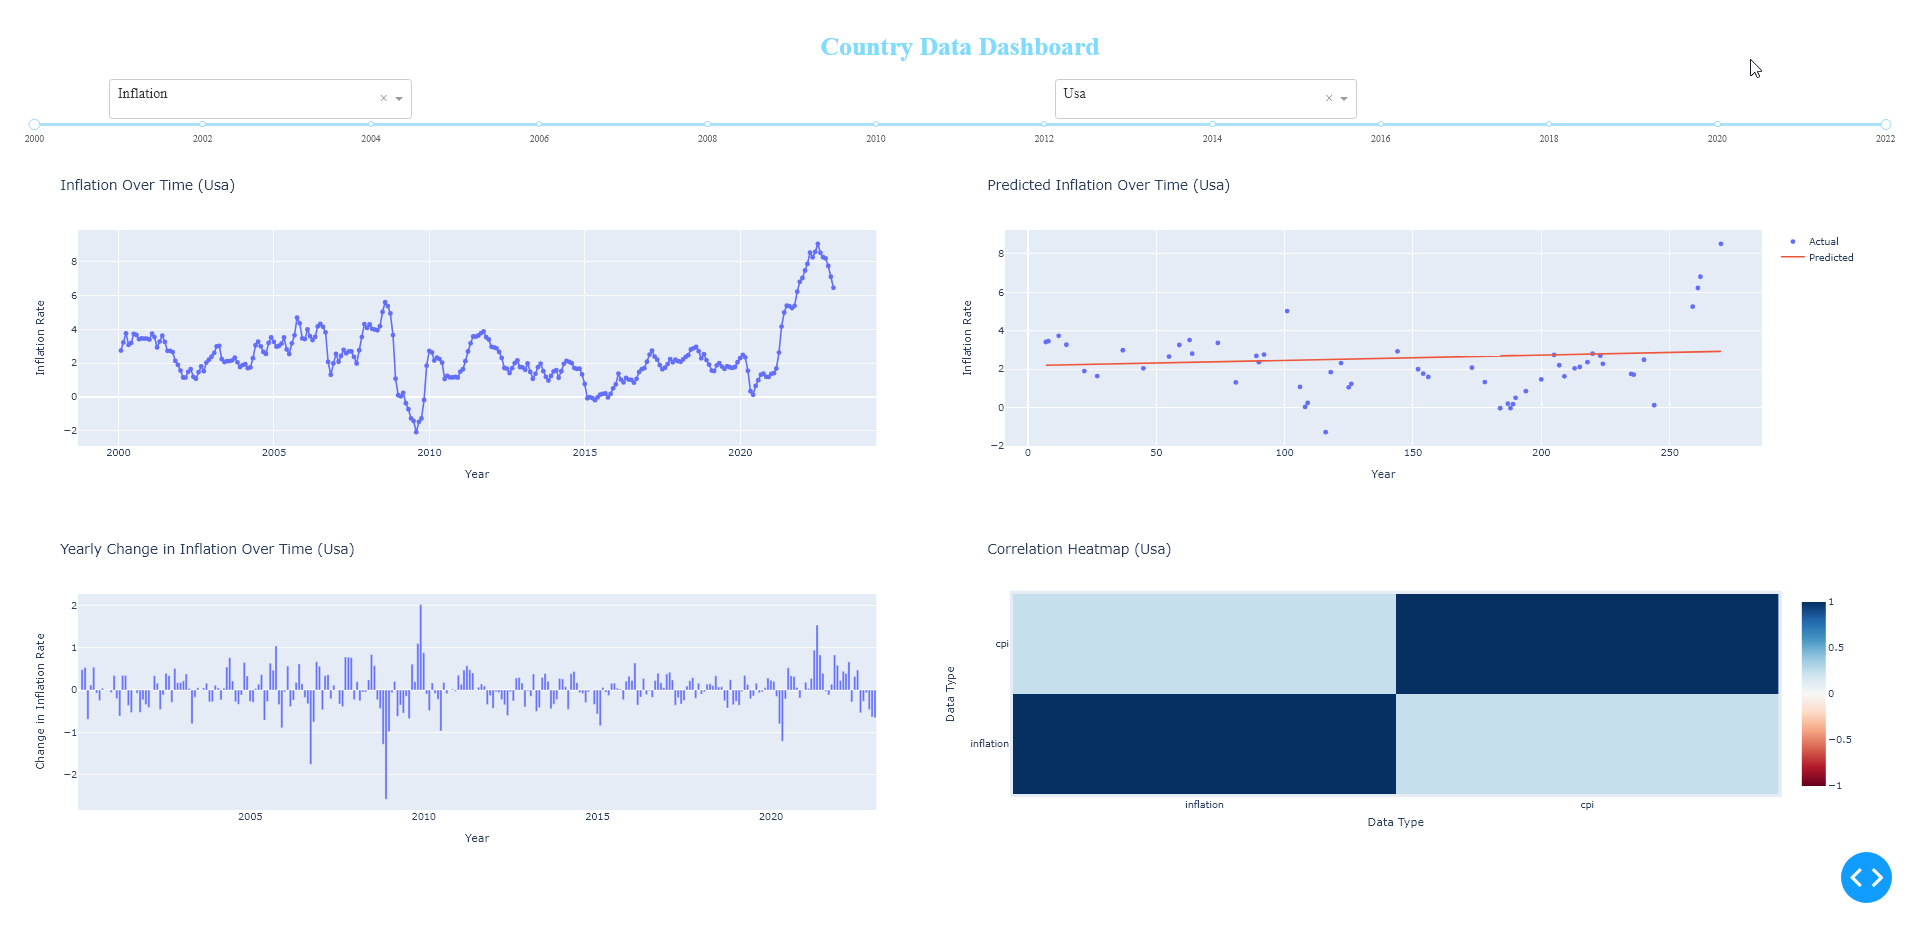 Country Data Dashboard
Inflation × Usa ×
2000 2002 2004 2006 2008 2010 2012 2014 2016 2018 2020 2022
Inflation Over Time (Usa)
8
6
4
2
0
−2
Inflation Rate
2000 2005 2010 2015 2020
Year
Predicted Inflation Over Time (Usa)
8
6
4
2
0
−2
Inflation Rate
0 50 100 150 200 250
Year
Actual
Predicted
Yearly Change in Inflation Over Time (Usa)
2
1
0
−1
−2
Change in Inflation Rate
2005 2010 2015 2020
Year
Correlation Heatmap (Usa)
cpi
inflation
Data Type
inflation cpi
Data Type
1
0.5
0
−0.5
−1